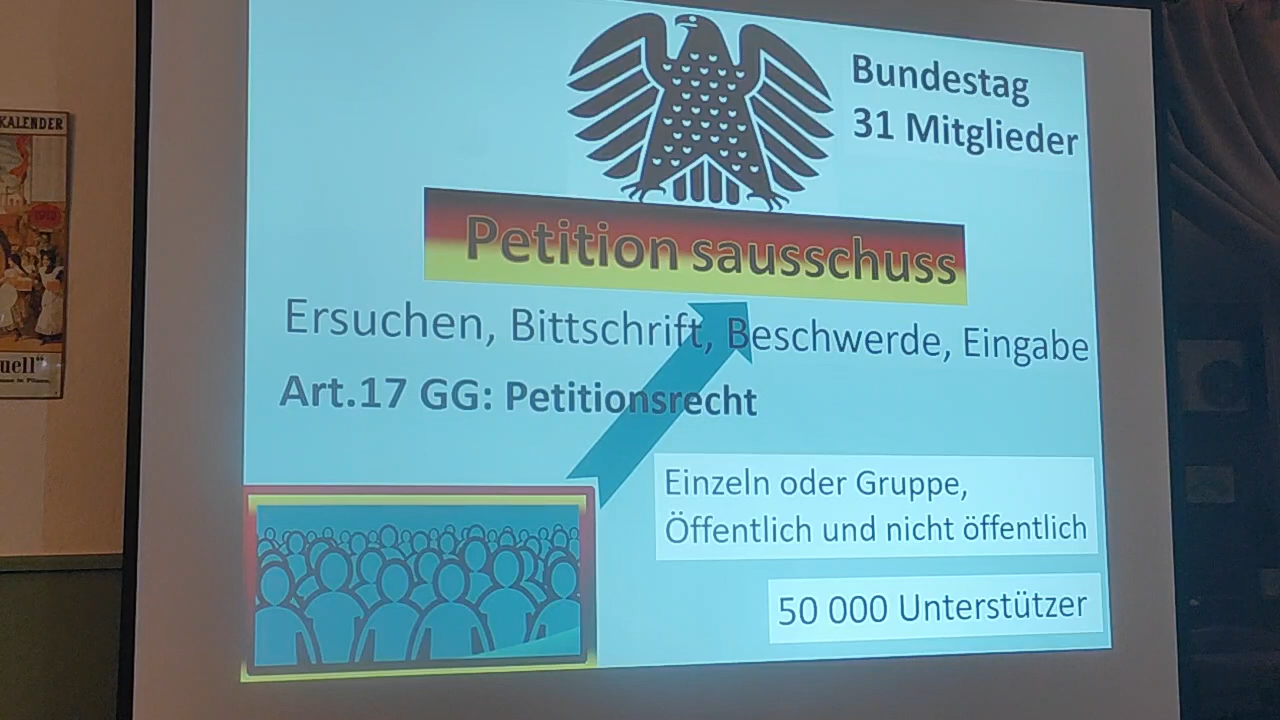 KALENDER
uell"
Bundestag
31 Mitglieder
Petition sausschuss
Ersuchen, Bittschrift, Beschwerde, Eingabe
Art.17 GG: Petitionsrecht
Einzeln oder Gruppe,
Öffentlich und nicht öffentlich
50 000 Unterstützer